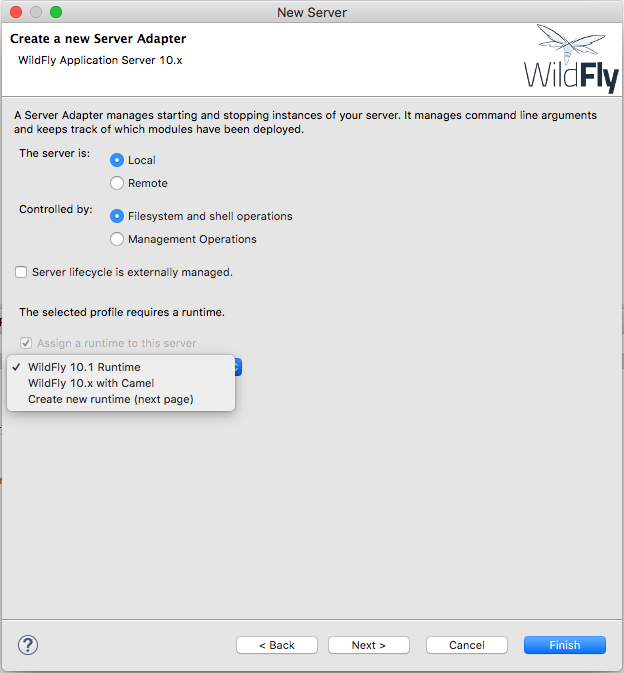 New Server
Create a new Server Adapter
WildFly Application Server 10.x
WildFly
A Server Adapter manages starting and stopping instances of your server. It manages command line arguments
and keeps track of which modules have been deployed.
The server is:
Local
Remote
Controlled by:
Filesystem and shell operations
Management Operations
Server lifecycle is externally managed.
The selected profile requires a runtime.
Assign a runtime to this server
WildFly 10.1 Runtime
WildFly 10.x with Camel
Create new runtime (next page)
?
< Back
Next >
Cancel
Finish